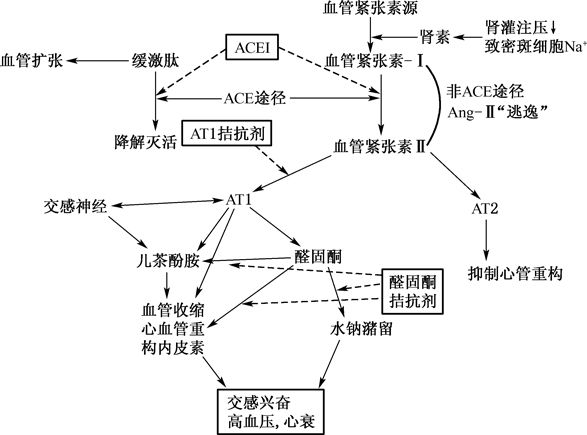 血管紧张素源
肾素
肾灌注压↓
致密斑细胞Na⁺
血管扩张
缓激肽
ACEI
血管紧张素-Ⅰ
非ACE途径
Ang-Ⅱ“逃逸”
ACE途径
降解灭活
AT1拮抗剂
血管紧张素Ⅱ
交感神经
AT1
AT2
儿茶酚胺
醛固酮
抑制心管重构
醛固酮
拮抗剂
血管收缩
心血管重
构内皮素
水钠潴留
交感兴奋
高血压,心衰